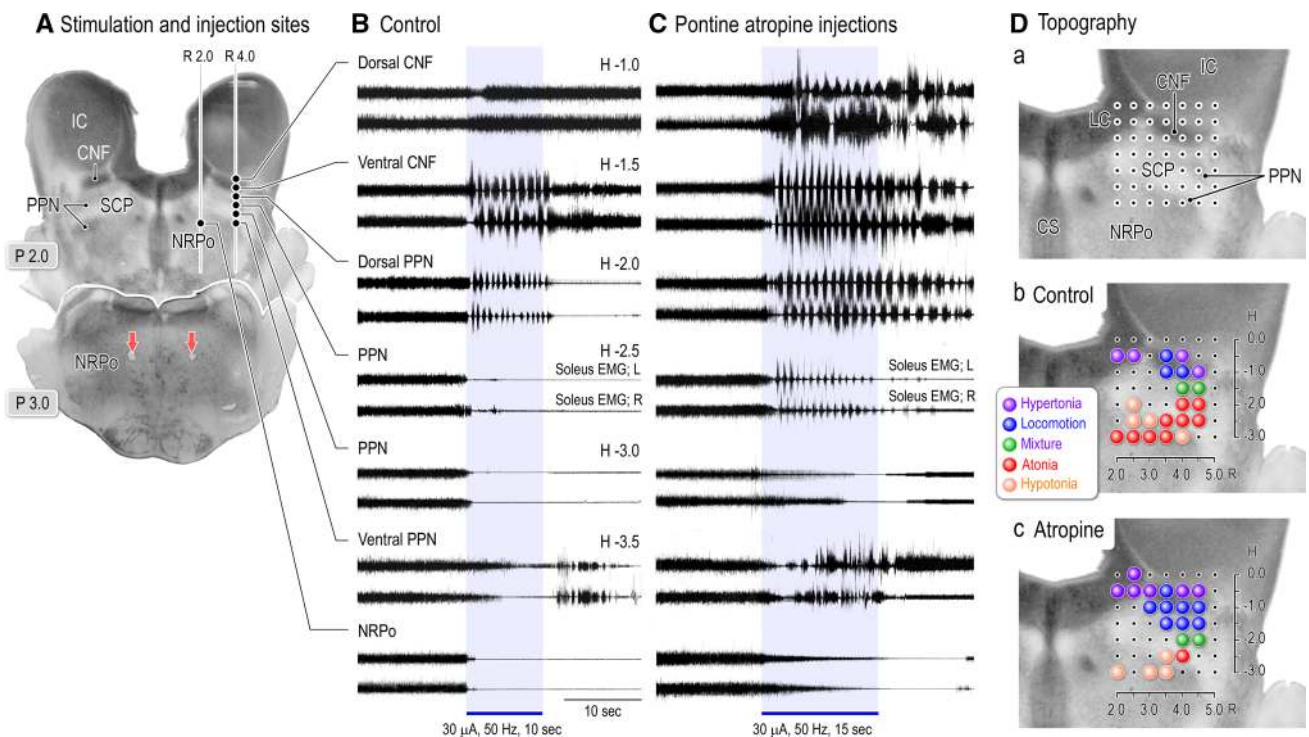 A Stimulation and injection sites
R 2.0
R 4.0
IC
CNF
PPN
SCP
NRPo
P 2.0
NRPo
P 3.0
B Control
Dorsal CNF
H -1.0
Ventral CNF
H -1.5
Dorsal PPN
H -2.0
H -2.5
PPN
Soleus EMG; L
Soleus EMG; R
PPN
H -3.0
Ventral PPN
H -3.5
NRPo
10 sec
30 µA, 50 Hz, 10 sec
C Pontine atropine injections
Soleus EMG; L
Soleus EMG; R
30 µA, 50 Hz, 15 sec
D Topography
a
IC
CNF
LC
SCP
PPN
CS
NRPo
b Control
H
0.0
-1.0
-2.0
-3.0
2.0 3.0 4.0 5.0 R
Hypertonia
Locomotion
Mixture
Atonia
Hypotonia
c Atropine
H
0.0
-1.0
-2.0
-3.0
2.0 3.0 4.0 5.0 R